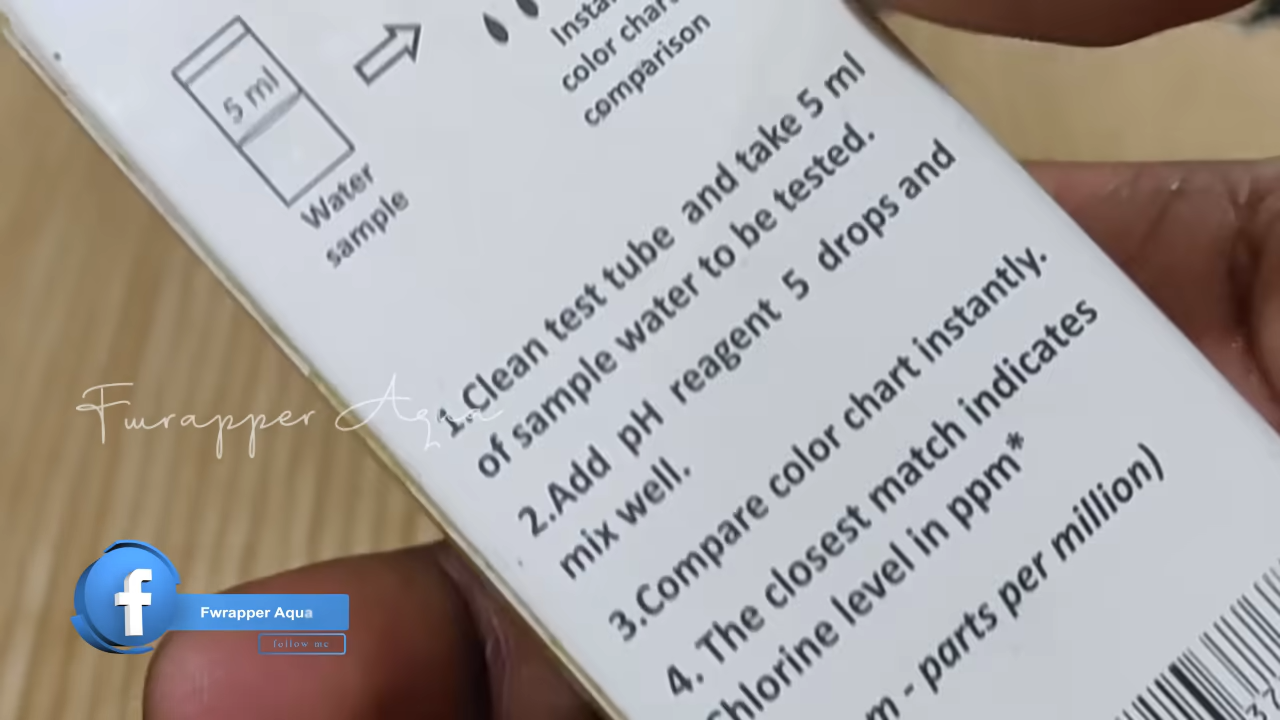 5 ml
Water
sample
color chart
comparison
1.Clean test tube and take 5 ml
of sample water to be tested.
2.Add pH reagent 5 drops and
mix well.
3.Compare color chart instantly.
4. The closest match indicates
Chlorine level in ppm*
- parts per million)
Fwrapper Aqua
Fwrapper Aqua
follow me